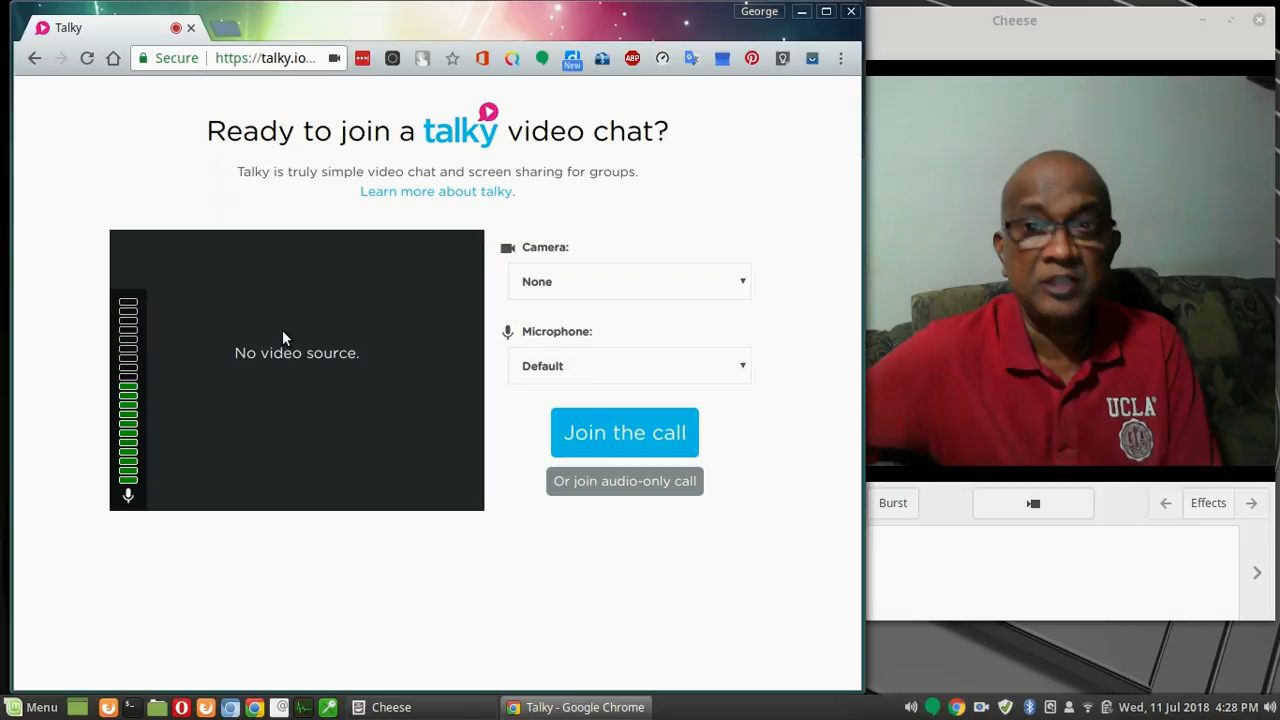 George
Talky
Cheese
Secure
https://talky.io...
ABP
New
Ready to join a talky video chat?
Talky is truly simple video chat and screen sharing for groups.
Learn more about talky.
Camera:
None
No video source.
Microphone:
Default
Join the call
Or join audio-only call
UCLA
Burst
Effects
Menu
Cheese
Talky - Google Chrome
Wed, 11 Jul 2018
4:28 PM